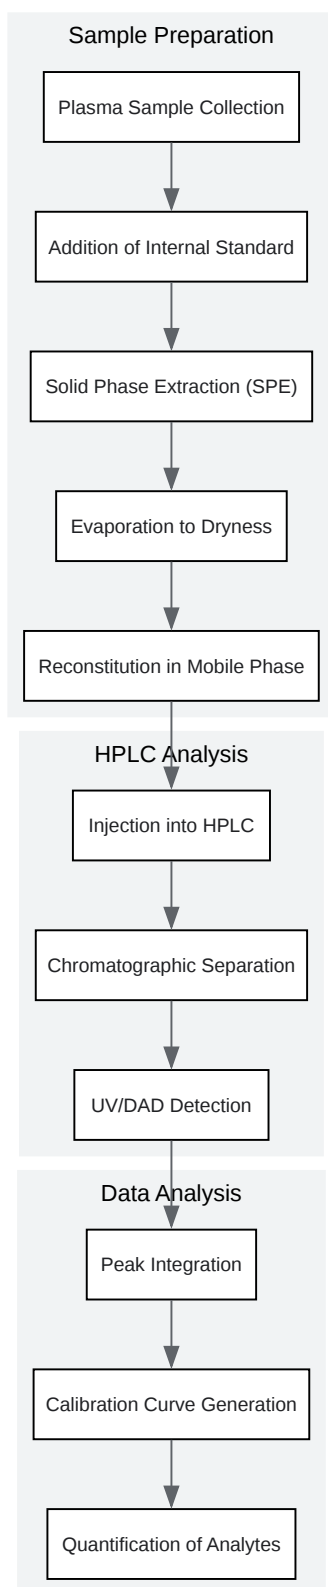 Sample Preparation
Plasma Sample Collection
Addition of Internal Standard
Solid Phase Extraction (SPE)
Evaporation to Dryness
Reconstitution in Mobile Phase
HPLC Analysis
Injection into HPLC
Chromatographic Separation
UV/DAD Detection
Data Analysis
Peak Integration
Calibration Curve Generation
Quantification of Analytes